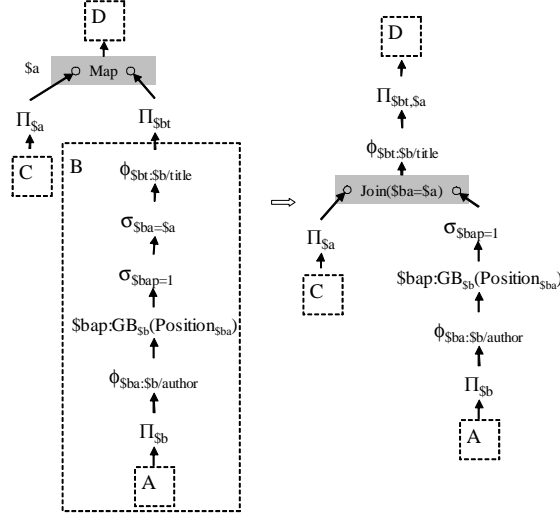 D
$a
Map
Π$a
Π$bt
C
B
ϕ$bt:$b/title
σ$ba=$a
σ$bap=1
$bap:GB$b(Position$ba)
ϕ$ba:$b/author
Π$b
A
D
Π$bt,$a
ϕ$bt:$b/title
Join($ba=$a)
Π$a
C
σ$bap=1
$bap:GB$b(Position$ba)
ϕ$ba:$b/author
Π$b
A